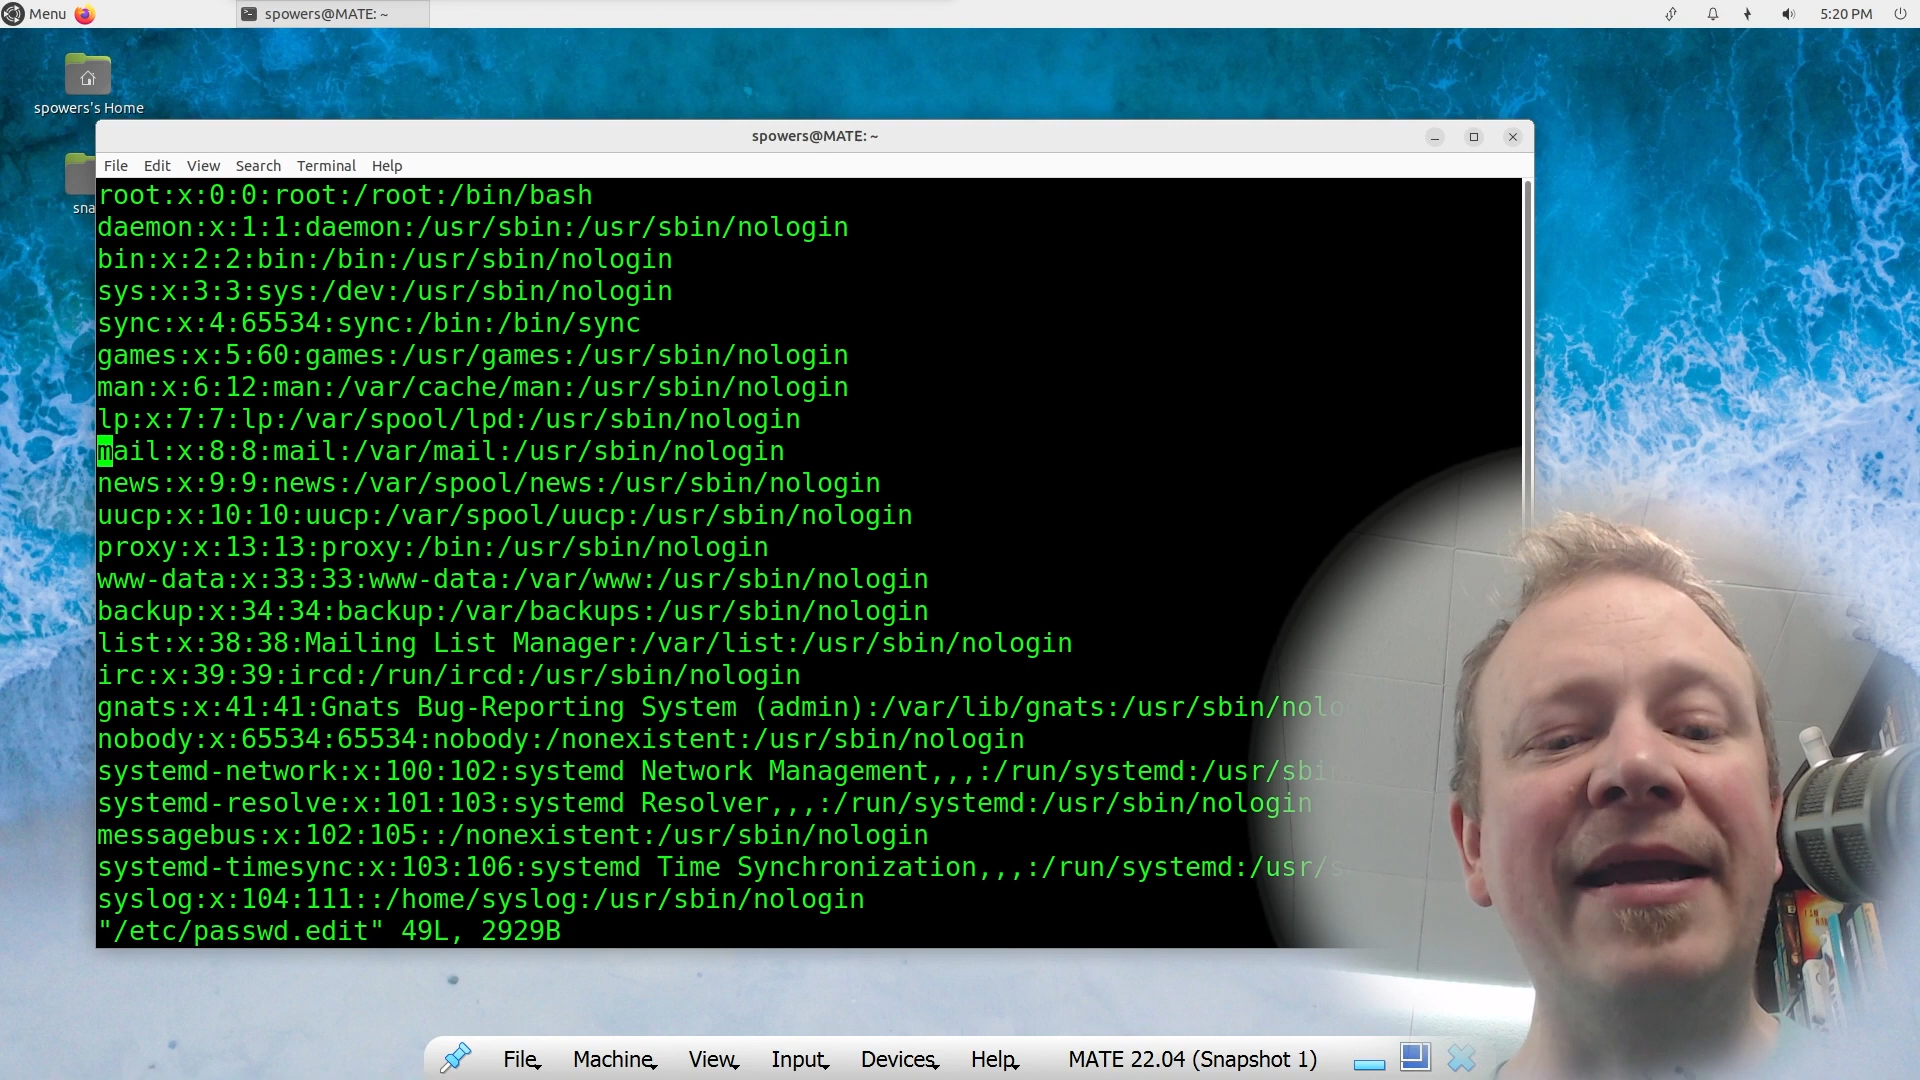 Menu
spowers@MATE: ~
5:20 PM
spowers's Home
sna
spowers@MATE: ~
File Edit View Search Terminal Help
root:x:0:0:root:/root:/bin/bash
daemon:x:1:1:daemon:/usr/sbin:/usr/sbin/nologin
bin:x:2:2:bin:/bin:/usr/sbin/nologin
sys:x:3:3:sys:/dev:/usr/sbin/nologin
sync:x:4:65534:sync:/bin:/bin/sync
games:x:5:60:games:/usr/games:/usr/sbin/nologin
man:x:6:12:man:/var/cache/man:/usr/sbin/nologin
lp:x:7:7:lp:/var/spool/lpd:/usr/sbin/nologin
mail:x:8:8:mail:/var/mail:/usr/sbin/nologin
news:x:9:9:news:/var/spool/news:/usr/sbin/nologin
uucp:x:10:10:uucp:/var/spool/uucp:/usr/sbin/nologin
proxy:x:13:13:proxy:/bin:/usr/sbin/nologin
www-data:x:33:33:www-data:/var/www:/usr/sbin/nologin
backup:x:34:34:backup:/var/backups:/usr/sbin/nologin
list:x:38:38:Mailing List Manager:/var/list:/usr/sbin/nologin
irc:x:39:39:ircd:/run/ircd:/usr/sbin/nologin
gnats:x:41:41:Gnats Bug-Reporting System (admin):/var/lib/gnats:/usr/sbin/nolo
nobody:x:65534:65534:nobody:/nonexistent:/usr/sbin/nologin
systemd-network:x:100:102:systemd Network Management,,,:/run/systemd:/usr/sbin
systemd-resolve:x:101:103:systemd Resolver,,,:/run/systemd:/usr/sbin/nologin
messagebus:x:102:105::/nonexistent:/usr/sbin/nologin
systemd-timesync:x:103:106:systemd Time Synchronization,,,:/run/systemd:/usr/s
syslog:x:104:111::/home/syslog:/usr/sbin/nologin
"/etc/passwd.edit" 49L, 2929B
File Machine View Input Devices Help MATE 22.04 (Snapshot 1)